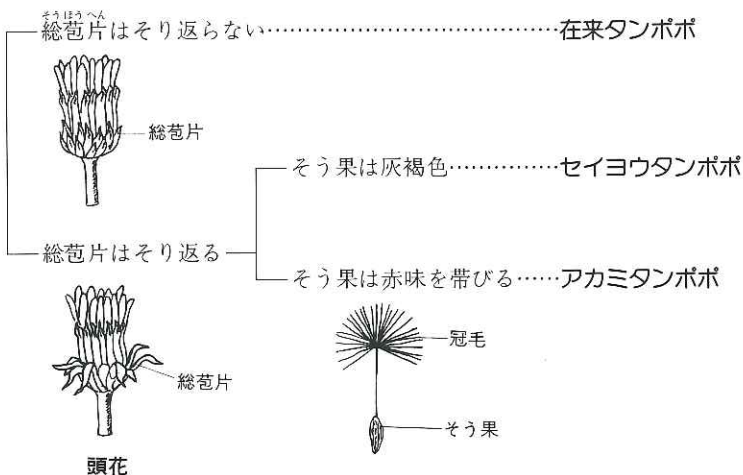 そうほうへん
総苞片はそり返らない……………………………在来タンポポ
総苞片
そう果は灰褐色……………セイヨウタンポポ
総苞片はそり返る
そう果は赤味を帯びる……アカミタンポポ
冠毛
総苞片
そう果
頭花